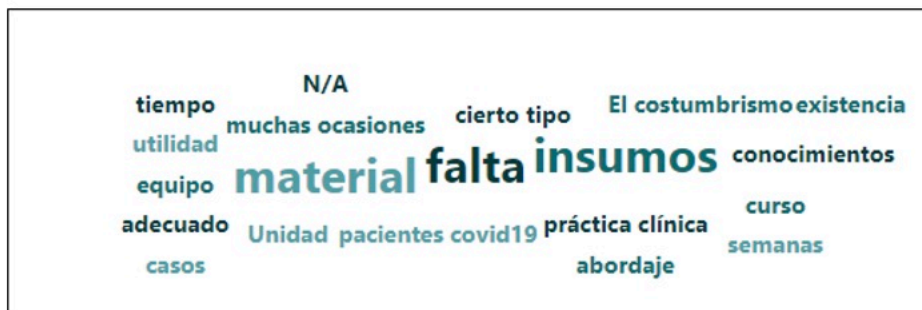 N/A
tiempo
El costumbrismo existencia
cierto tipo
muchas ocasiones
utilidad
material falta insumos conocimientos
equipo
curso
adecuado
Unidad pacientes covid19 práctica clínica
semanas
casos
abordaje